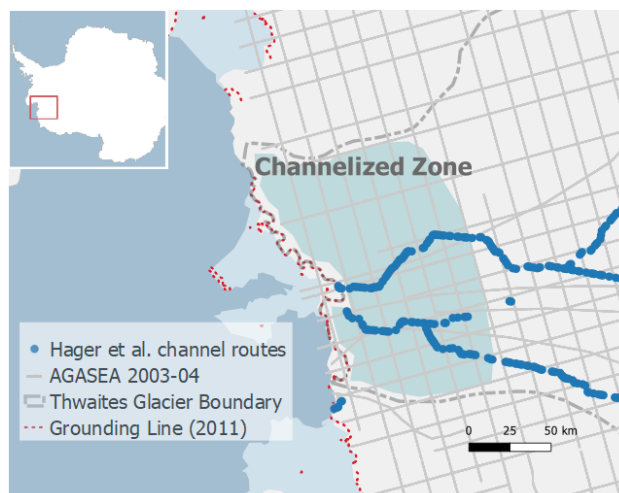 Channelized Zone
Hager et al. channel routes
AGASEA 2003-04
Thwaites Glacier Boundary
Grounding Line (2011)
0 25 50 km